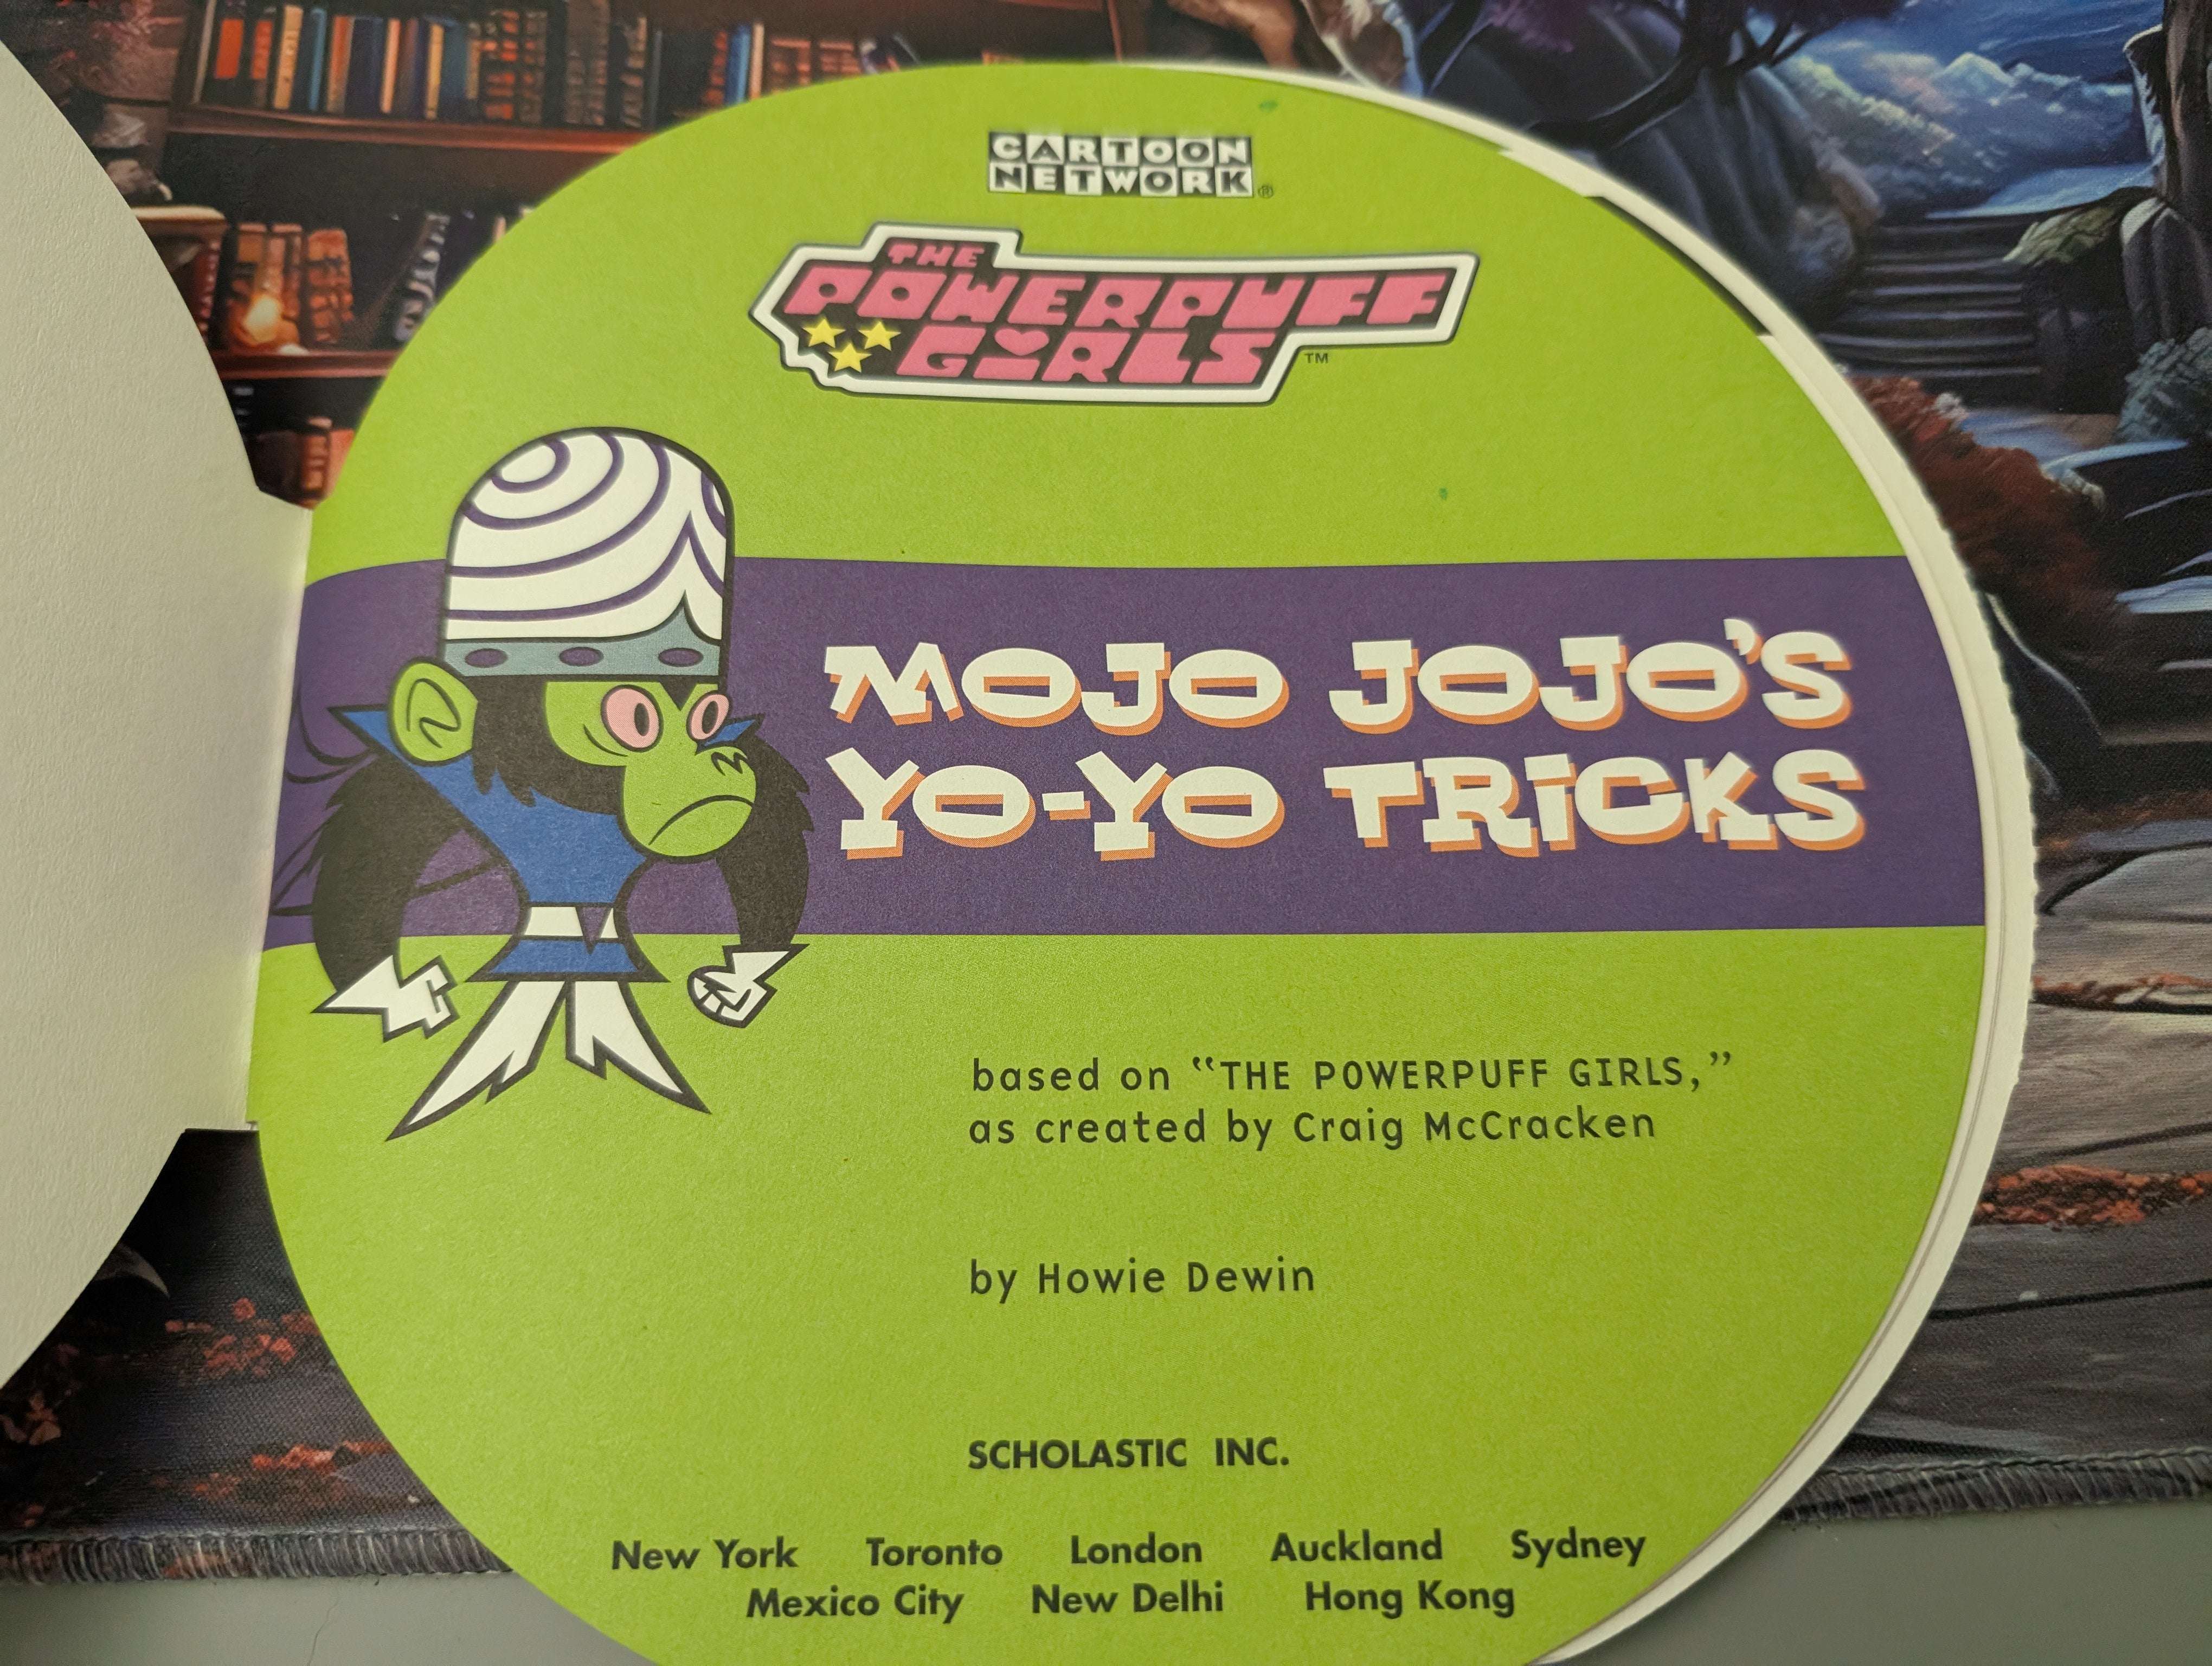 CARTOON
NETWORK®
THE
POWERPUFF
GIRLS™
MOJO JOJO'S
YO-YO TRiCKS
based on “THE POWERPUFF GIRLS,”
as created by Craig McCracken
by Howie Dewin
SCHOLASTIC INC.
New York Toronto London Auckland Sydney
Mexico City New Delhi Hong Kong